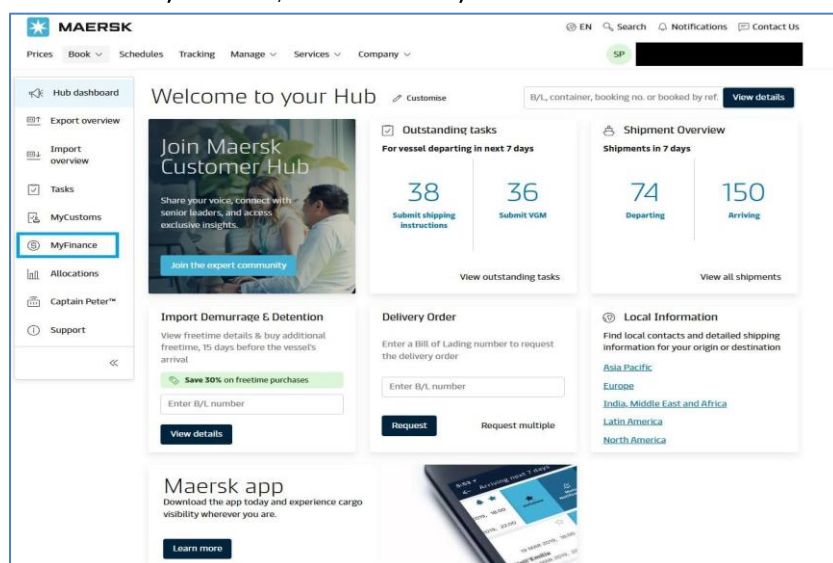 MAERSK
EN Search Notifications Contact Us
Prices Book Schedules Tracking Manage Services Company
SP
Hub dashboard
Export overview
Import
overview
Tasks
MyCustoms
MyFinance
Allocations
Captain Peter™
Support
Welcome to your Hub Customise
B/L, container, booking no. or booked by ref. View details
Join Maersk
Customer Hub
Share your voice, connect with
senior leaders, and access
exclusive insights.
Join the expert community
Outstanding tasks
For vessel departing in next 7 days
38
Submit shipping
instructions
36
Submit VGM
View outstanding tasks
Shipment Overview
Shipments in 7 days
74
Departing
150
Arriving
View all shipments
Import Demurrage & Detention
View freetime details & buy additional
freetime, 15 days before the vessel's
arrival
Save 30% on freetime purchases
Enter B/L number
View details
Delivery Order
Enter a Bill of Lading number to request
the delivery order
Enter B/L number
Request Request multiple
Local Information
Find local contacts and detailed shipping
information for your origin or destination
Asia Pacific
Europe
India, Middle East and Africa
Latin America
North America
Maersk app
Download the app today and experience cargo
visibility wherever you are.
Learn more
Arriving next 7 days